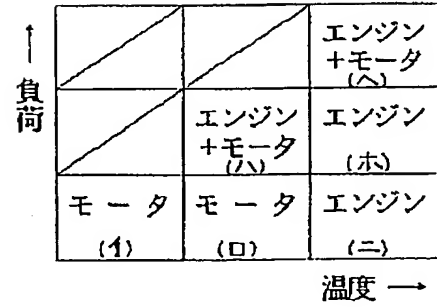 ↑
負荷
エンジン
+モータ
(ヘ)
エンジン
+モータ
(ハ)
エンジン
(ホ)
モータ
(イ)
モータ
(ロ)
エンジン
(ニ)
温度 →